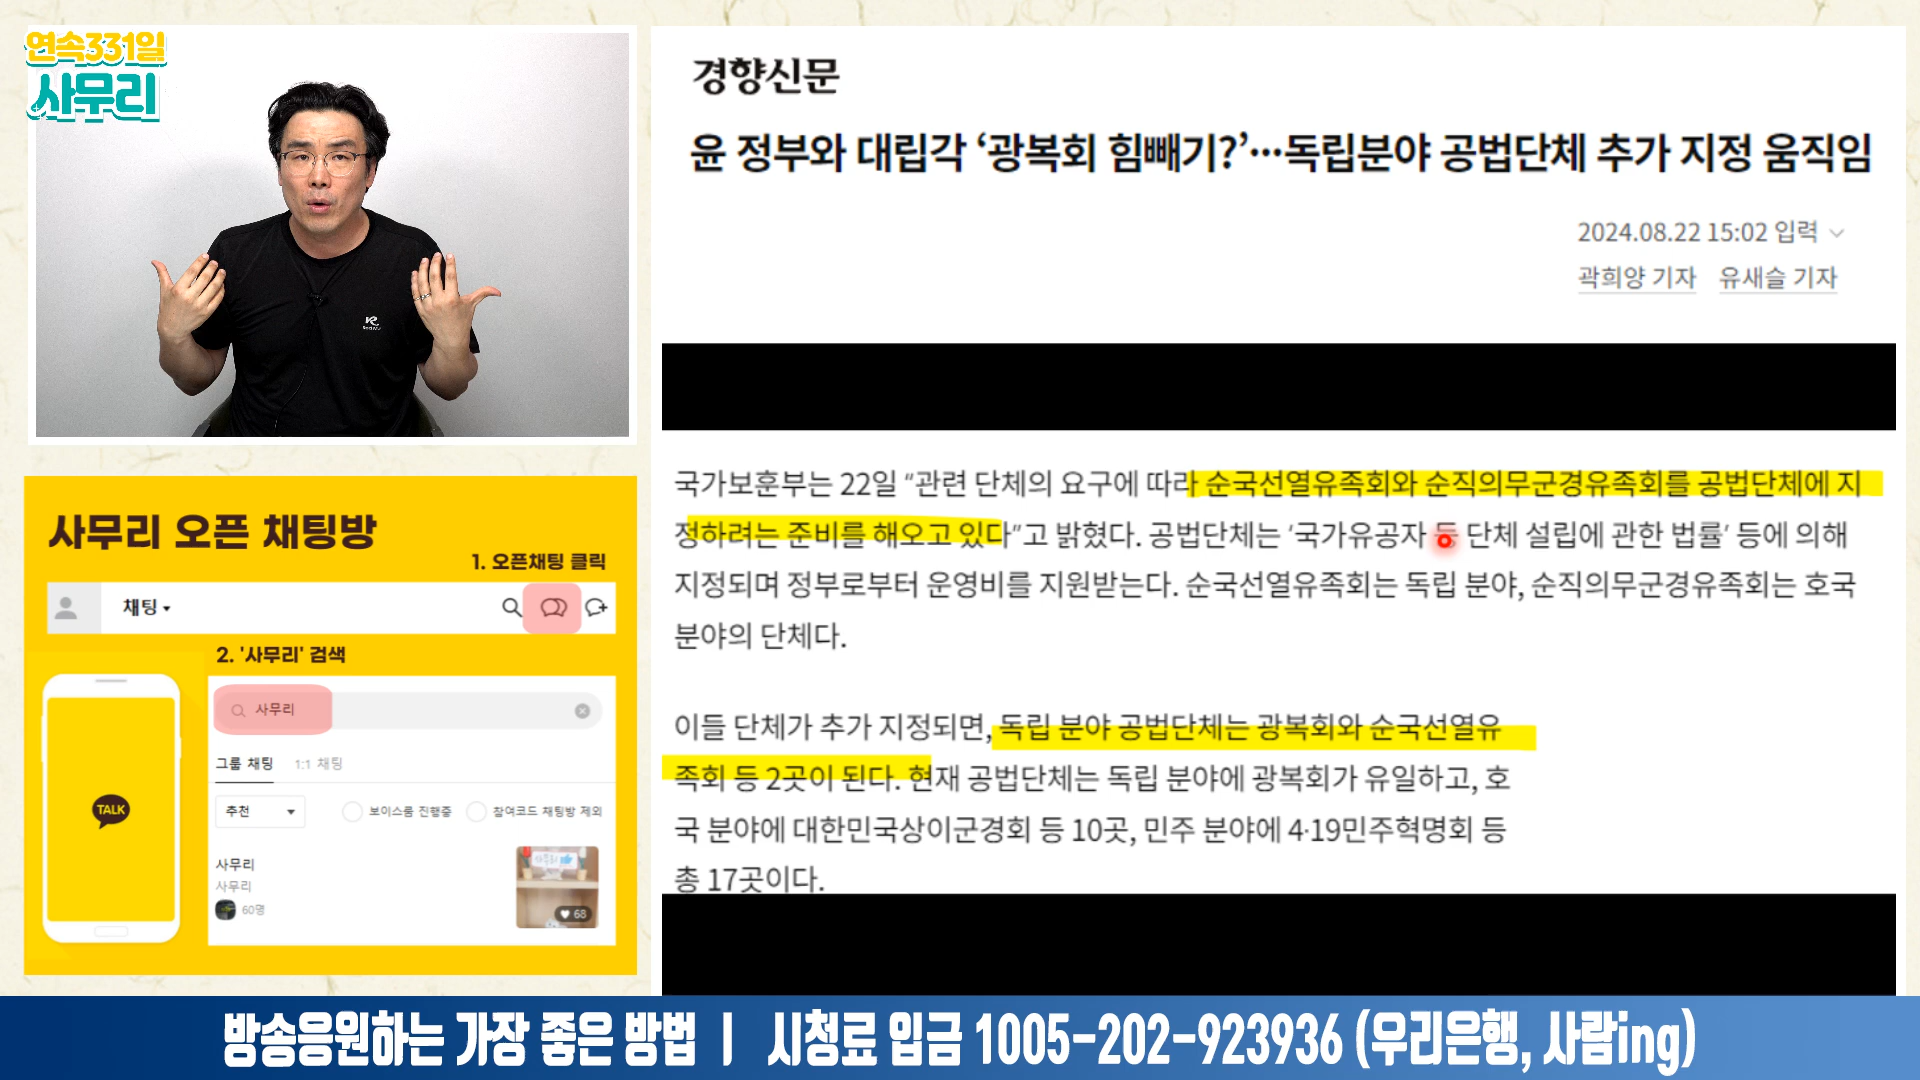 연속331일
사무리
경향신문
윤 정부와 대립각 ‘광복회 힘빼기?’…독립분야 공법단체 추가 지정 움직임
2024.08.22 15:02 입력
곽희양 기자 유새슬 기자
국가보훈부는 22일 “관련 단체의 요구에 따라 순국선열유족회와 순직의무군경유족회를 공법단체에 지
정하려는 준비를 해오고 있다”고 밝혔다. 공법단체는 ‘국가유공자 등 단체 설립에 관한 법률’ 등에 의해
지정되며 정부로부터 운영비를 지원받는다. 순국선열유족회는 독립 분야, 순직의무군경유족회는 호국
분야의 단체다.
이들 단체가 추가 지정되면, 독립 분야 공법단체는 광복회와 순국선열유
족회 등 2곳이 된다. 현재 공법단체는 독립 분야에 광복회가 유일하고, 호
국 분야에 대한민국상이군경회 등 10곳, 민주 분야에 4·19민주혁명회 등
총 17곳이다.
사무리 오픈 채팅방
1. 오픈채팅 클릭
채팅
2. '사무리' 검색
사무리
그룹 채팅 1:1 채팅
추천 보이스룸 진행중 참여코드 채팅방 제외
TALK
사무리
사무리
60명
68
방송응원하는 가장 좋은 방법 | 시청료 입금 1005-202-923936 (우리은행, 사람ing)